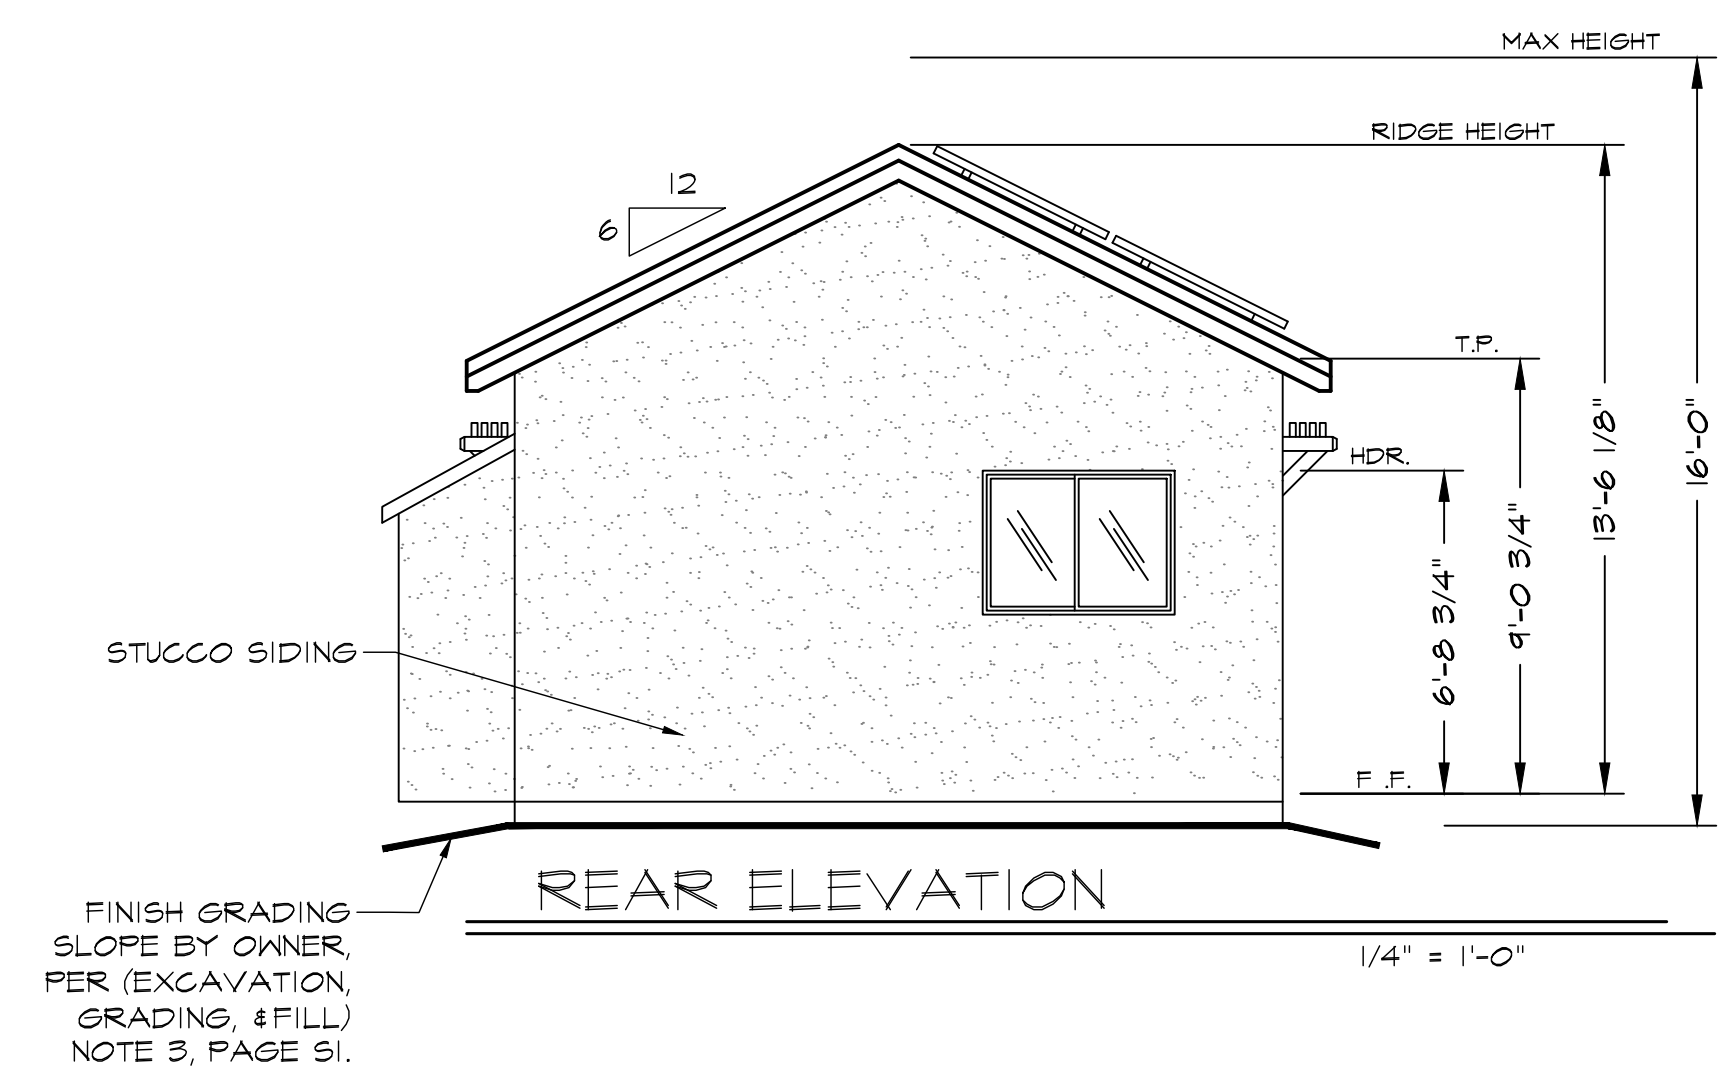 MAX HEIGHT
RIDGE HEIGHT
12
6
T.P.
HDR.
13'-6 1/8"
16'-0"
9'-0 3/4"
6'-8 3/4"
STUCCO SIDING
F .F.
REAR ELEVATION
1/4" = 1'-0"
FINISH GRADING
SLOPE BY OWNER,
PER (EXCAVATION,
GRADING, & FILL)
NOTE 3, PAGE S1.